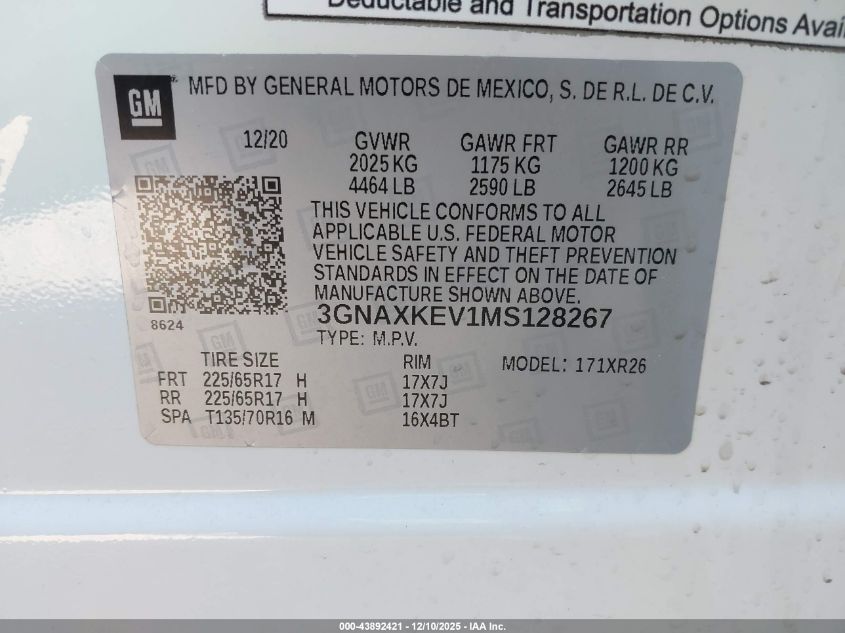 Deductable and Transportation Options Avai
GM
MFD BY GENERAL MOTORS DE MEXICO, S. DE R.L. DE C.V.
12/20 GVWR GAWR FRT GAWR RR
2025 KG 1175 KG 1200 KG
4464 LB 2590 LB 2645 LB
THIS VEHICLE CONFORMS TO ALL
APPLICABLE U.S. FEDERAL MOTOR
VEHICLE SAFETY AND THEFT PREVENTION
STANDARDS IN EFFECT ON THE DATE OF
MANUFACTURE SHOWN ABOVE.
8624
3GNAXKEV1MS128267
TYPE: M.P.V.
TIRE SIZE RIM MODEL: 171XR26
FRT 225/65R17 H 17X7J
RR 225/65R17 H 17X7J
SPA T135/70R16 M 16X4BT
000-43892421 – 12/10/2025 – IAA Inc.